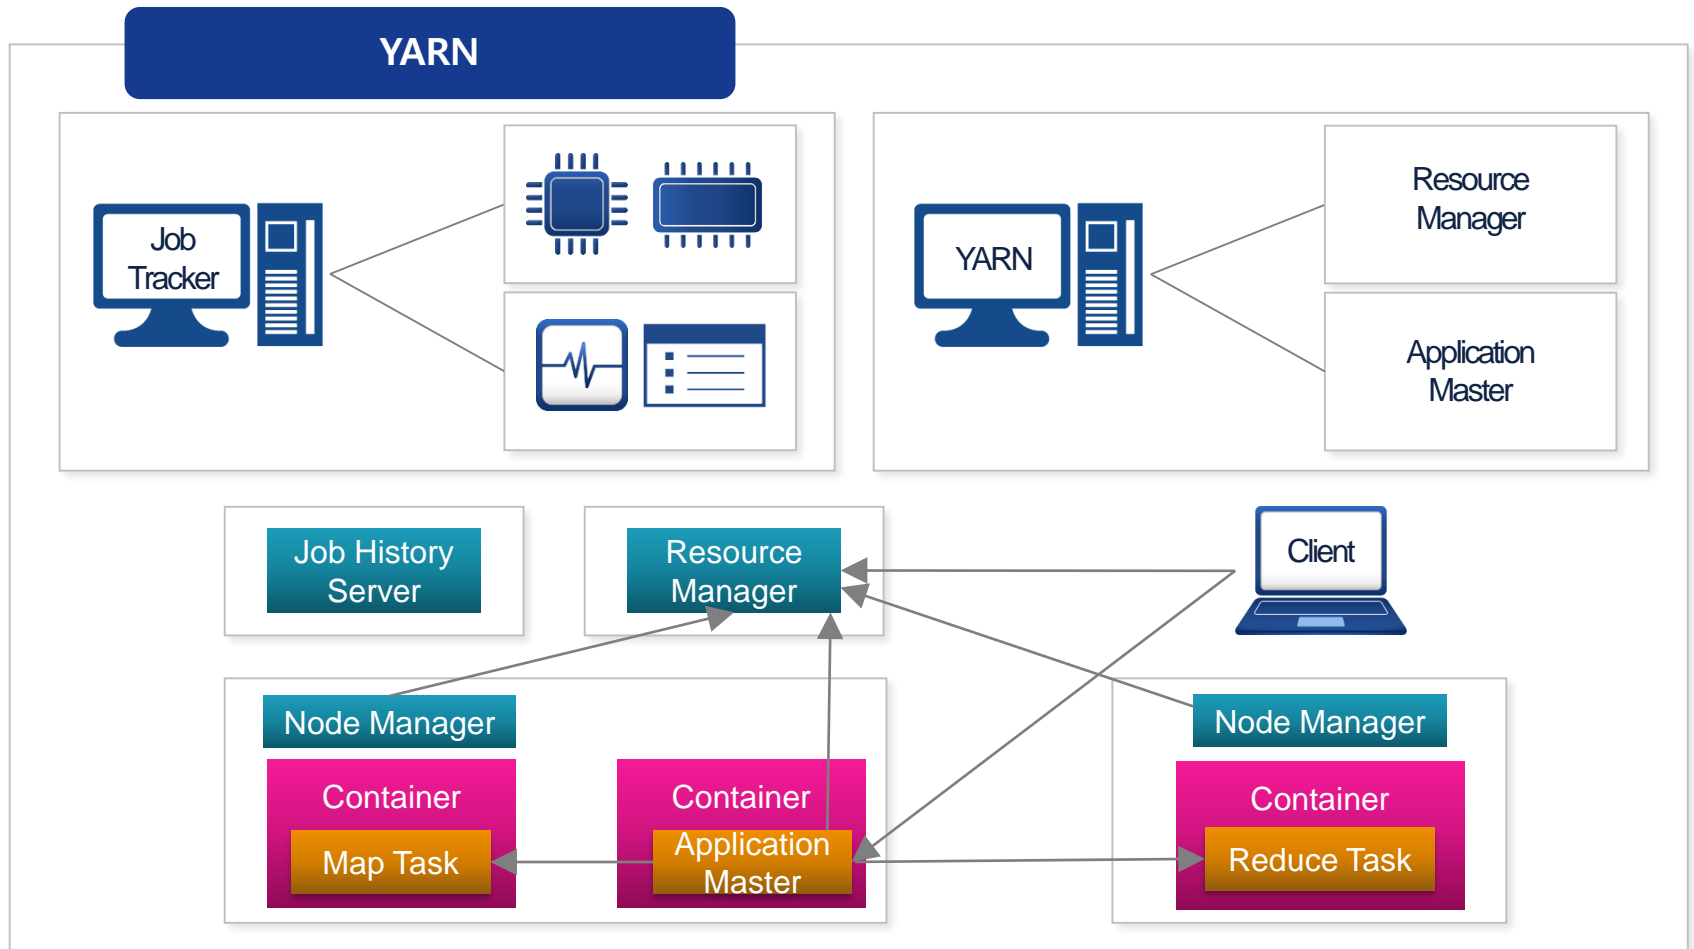 YARN
Job
Tracker
YARN
Resource
Manager
Application
Master
Job History
Server
Resource
Manager
Client
Node Manager
Node Manager
Container
Map Task
Container
Application
Master
Container
Reduce Task